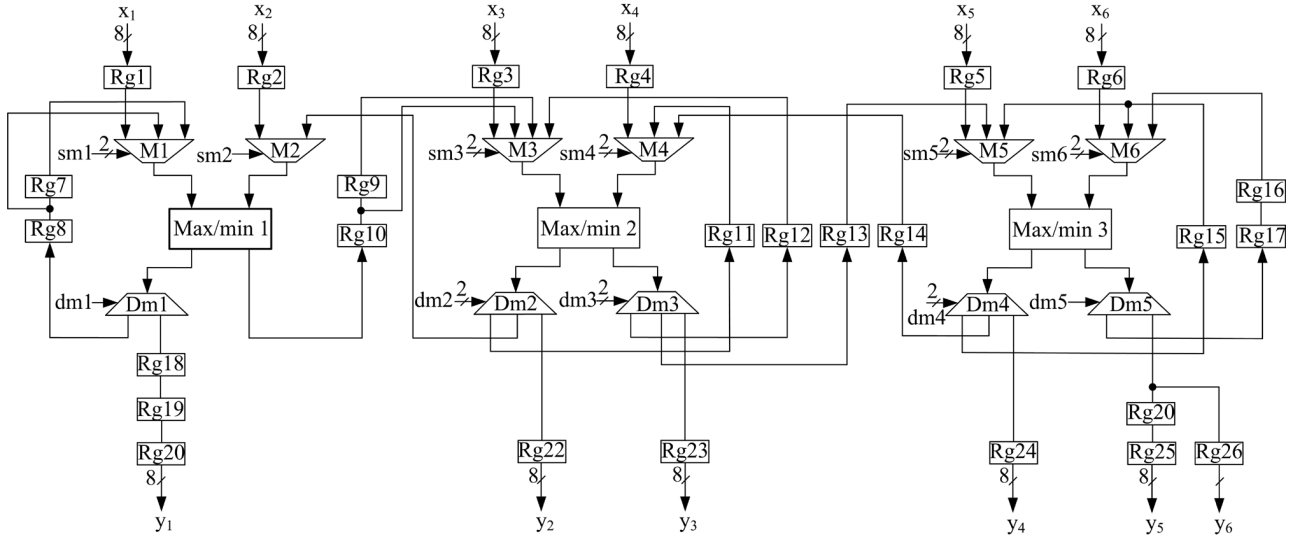 x1 x2 x3 x4 x5 x6
8 8 8 8 8 8
Rg1 Rg2 Rg3 Rg4 Rg5 Rg6
sm1 2 M1 sm2 M2 sm3 2 M3 sm4 2 M4 sm5 2 M5 sm6 2 M6
Rg7 Rg9 Rg16
Rg8 Max/min 1 Rg10 Max/min 2 Rg11 Rg12 Rg13 Rg14 Max/min 3 Rg15 Rg17
dm1 Dm1 dm2 2 Dm2 dm3 2 Dm3 2 dm4 Dm4 dm5 Dm5
Rg18
Rg19 Rg20
Rg20 Rg22 Rg23 Rg24 Rg25 Rg26
8 8 8 8 8
y1 y2 y3 y4 y5 y6